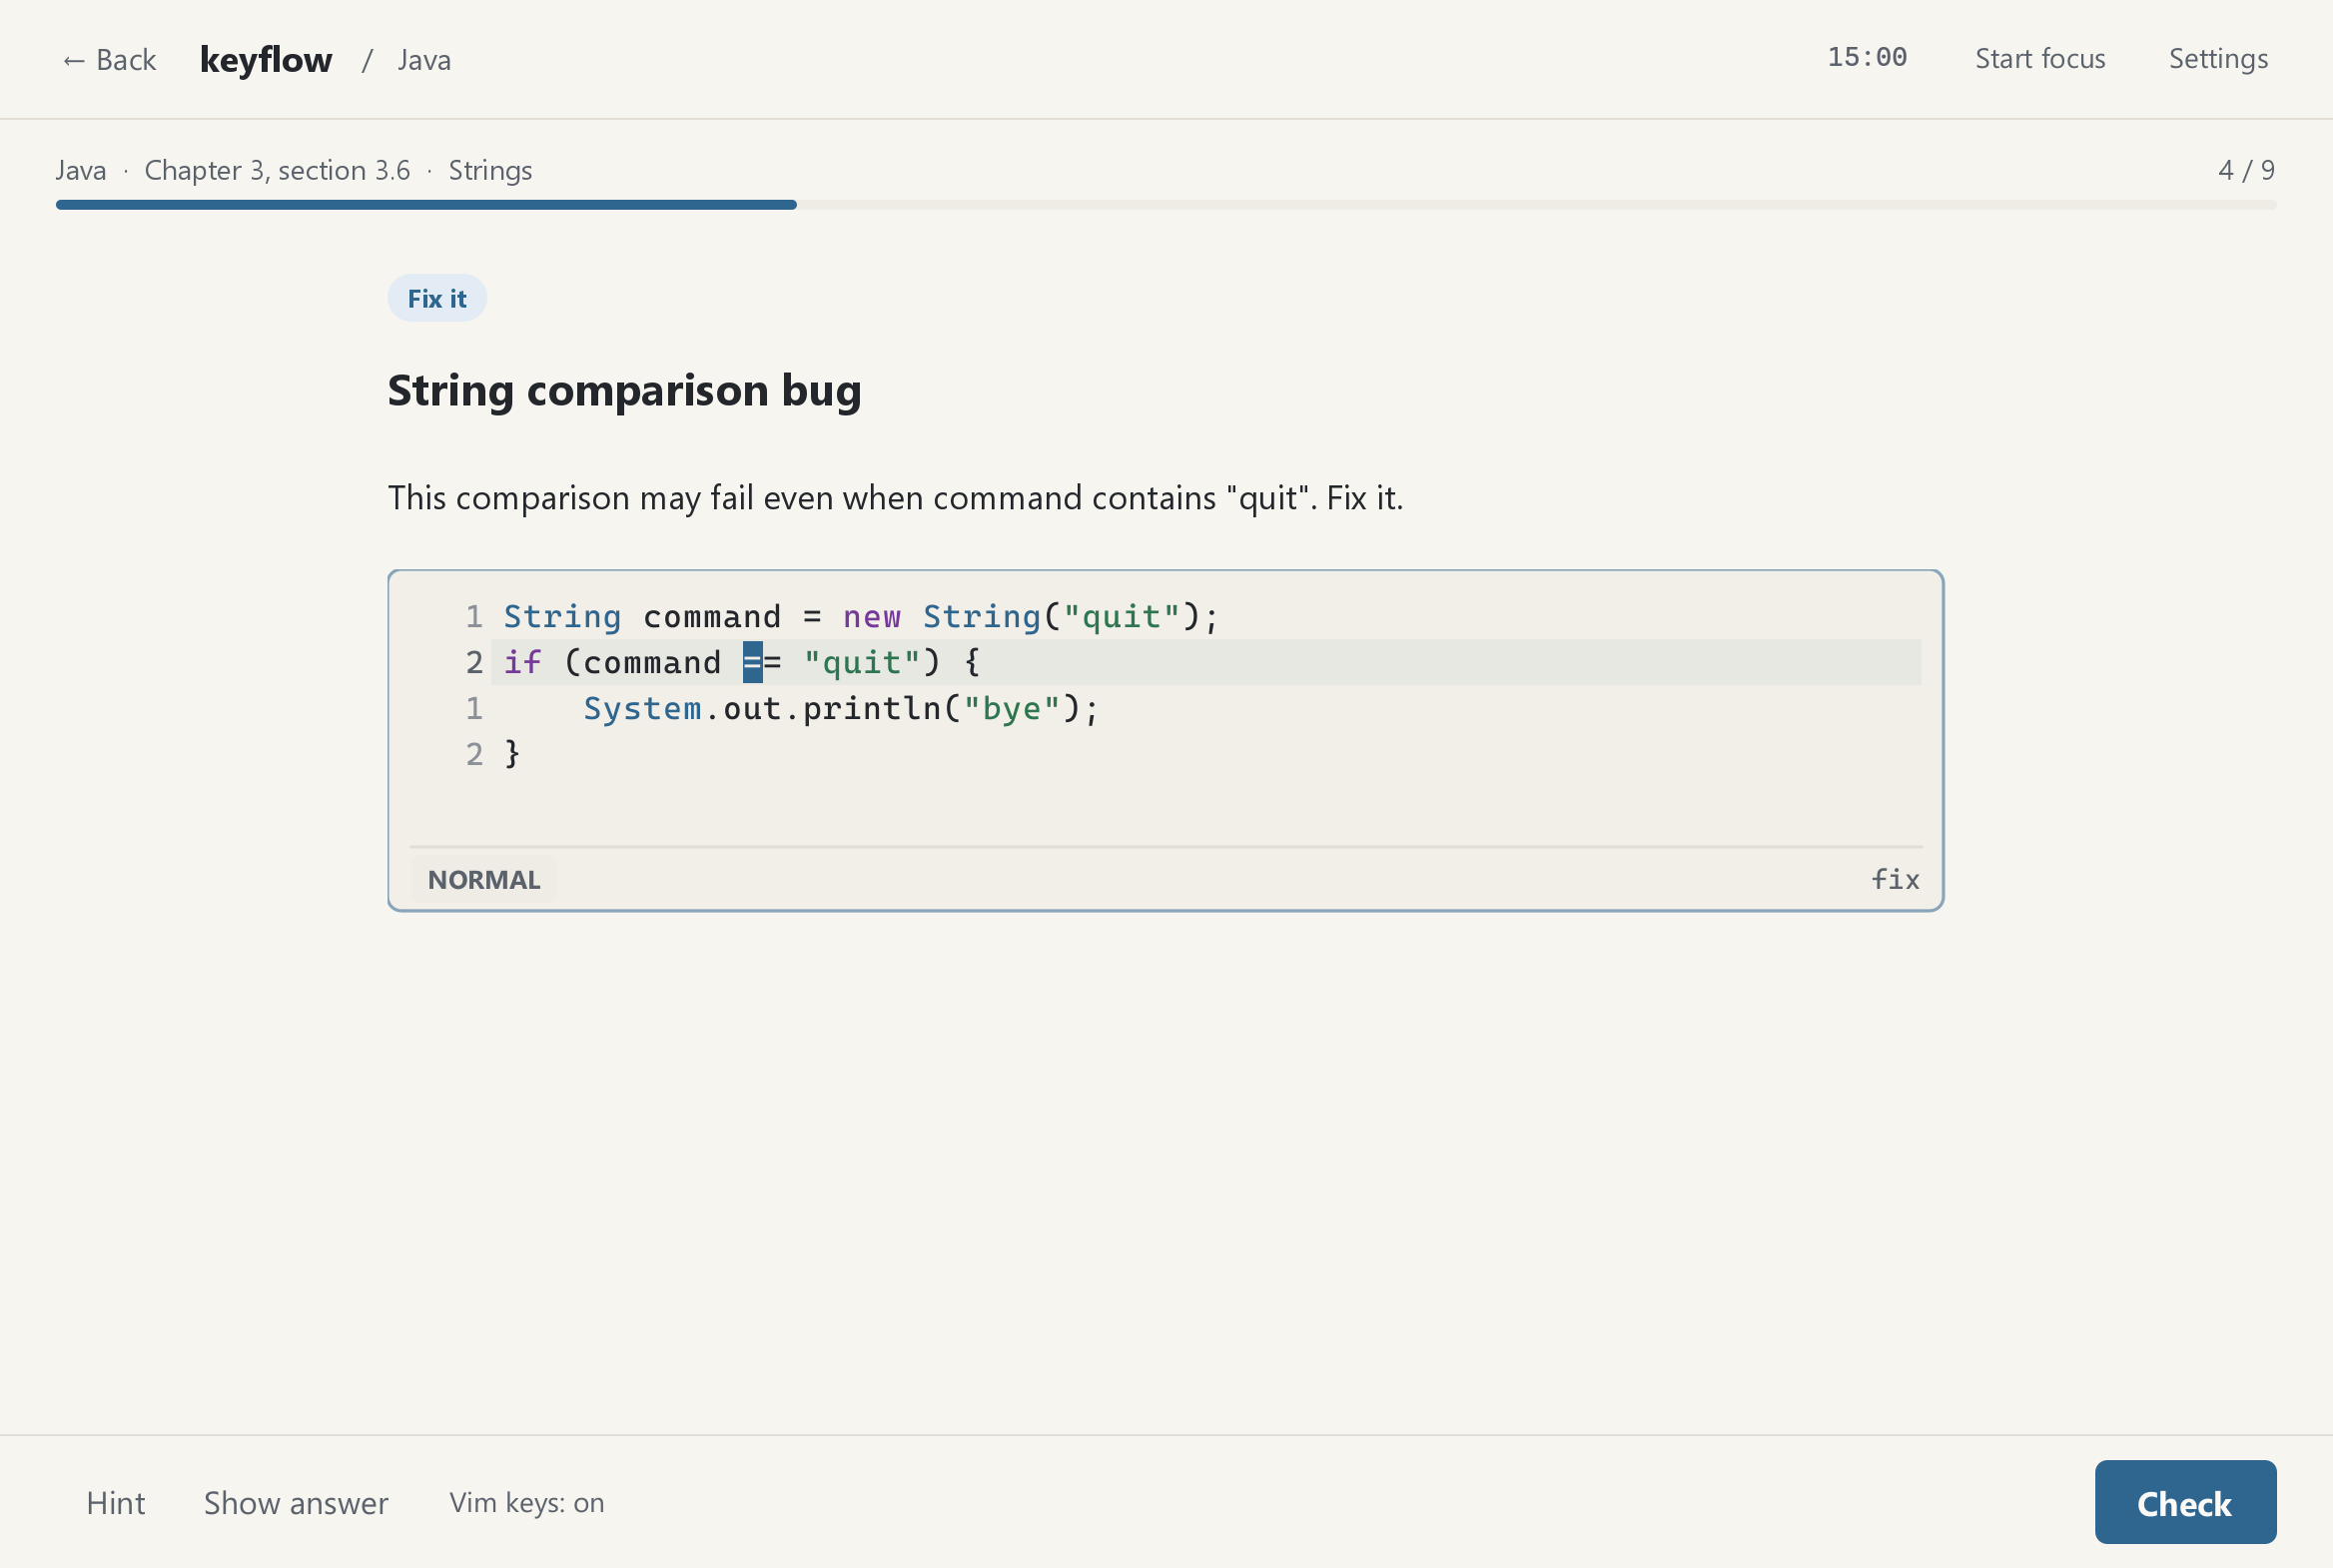 ← Back keyflow / Java 15:00 Start focus Settings
Java · Chapter 3, section 3.6 · Strings 4 / 9
Fix it
String comparison bug
This comparison may fail even when command contains "quit". Fix it.
1 String command = new String("quit");
2 if (command == "quit") {
1     System.out.println("bye");
2 }
NORMAL fix
Hint Show answer Vim keys: on Check